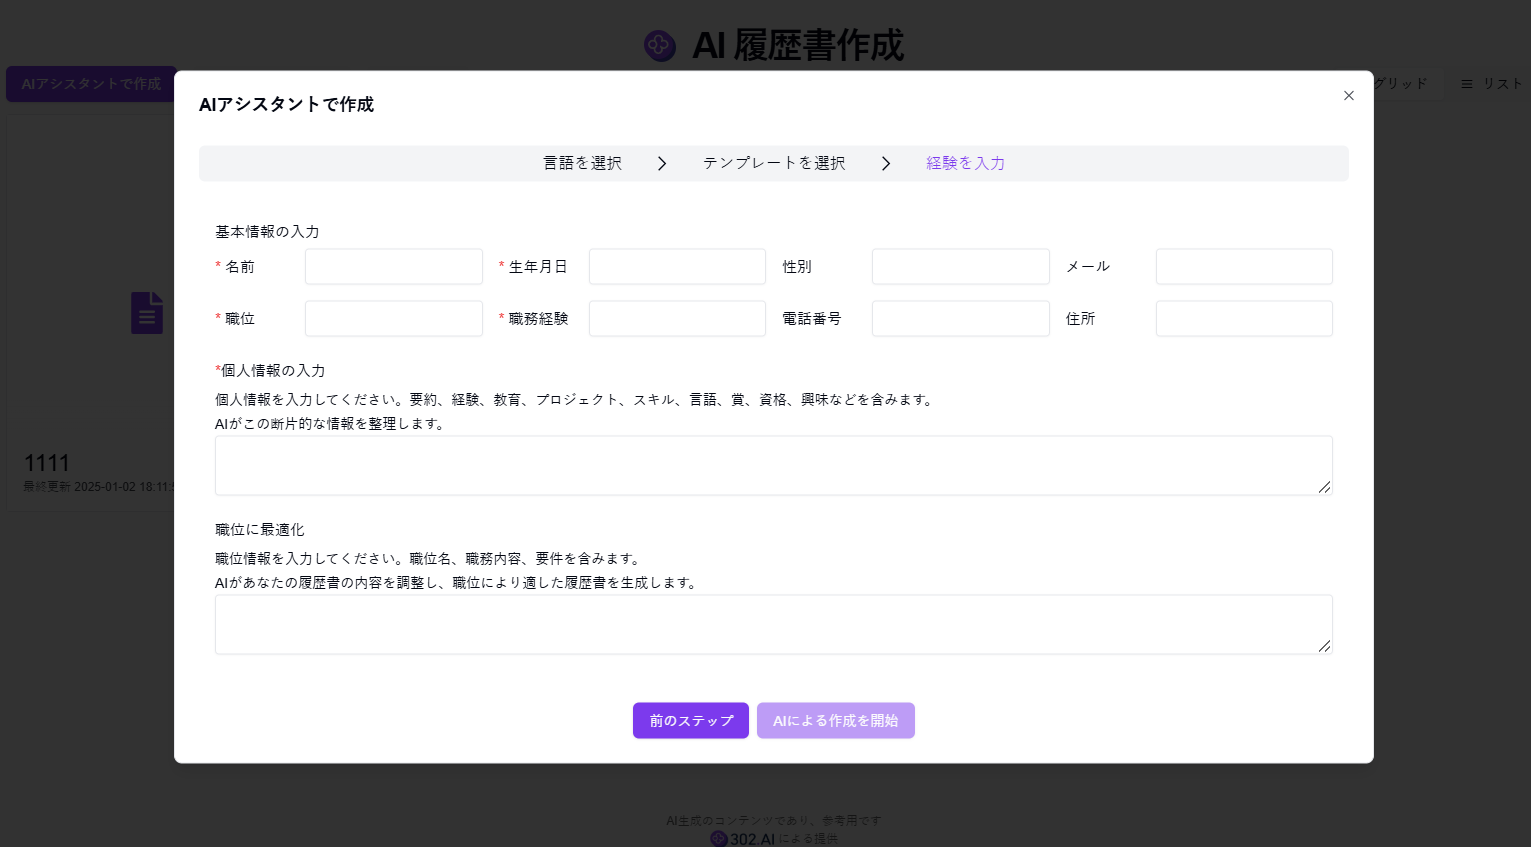 AI 履歴書作成
AIアシスタントで作成
グリッド
リスト
AIアシスタントで作成
言語を選択
テンプレートを選択
経験を入力
基本情報の入力
* 名前
* 生年月日
性別
メール
* 職位
* 職務経験
電話番号
住所
*個人情報の入力
個人情報を入力してください。要約、経験、教育、プロジェクト、スキル、言語、賞、資格、興味などを含みます。
AIがこの断片的な情報を整理します。
職位に最適化
職位情報を入力してください。職位名、職務内容、要件を含みます。
AIがあなたの履歴書の内容を調整し、職位により適した履歴書を生成します。
前のステップ
AIによる作成を開始
1111
最終更新 2025-01-02 18:11:
AI生成のコンテンツであり、参考用です
302.AI による提供